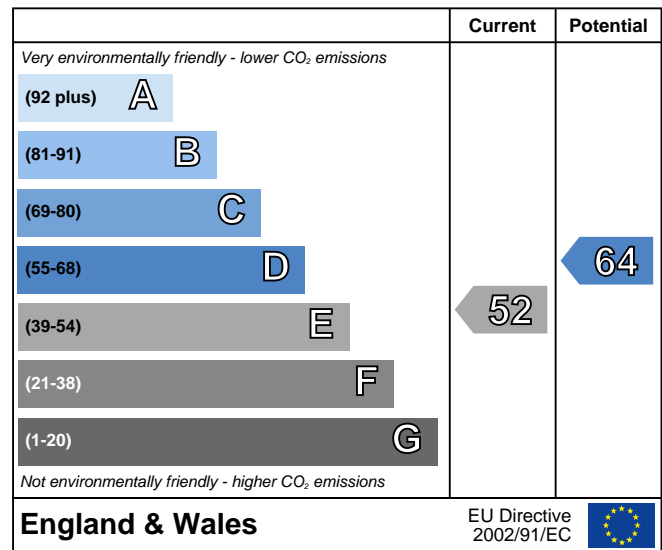 Current Potential
Very environmentally friendly - lower CO₂ emissions
(92 plus) A
(81-91) B
(69-80) C
(55-68) D
64
(39-54) E
52
(21-38) F
(1-20) G
Not environmentally friendly - higher CO₂ emissions
England & Wales
EU Directive
2002/91/EC